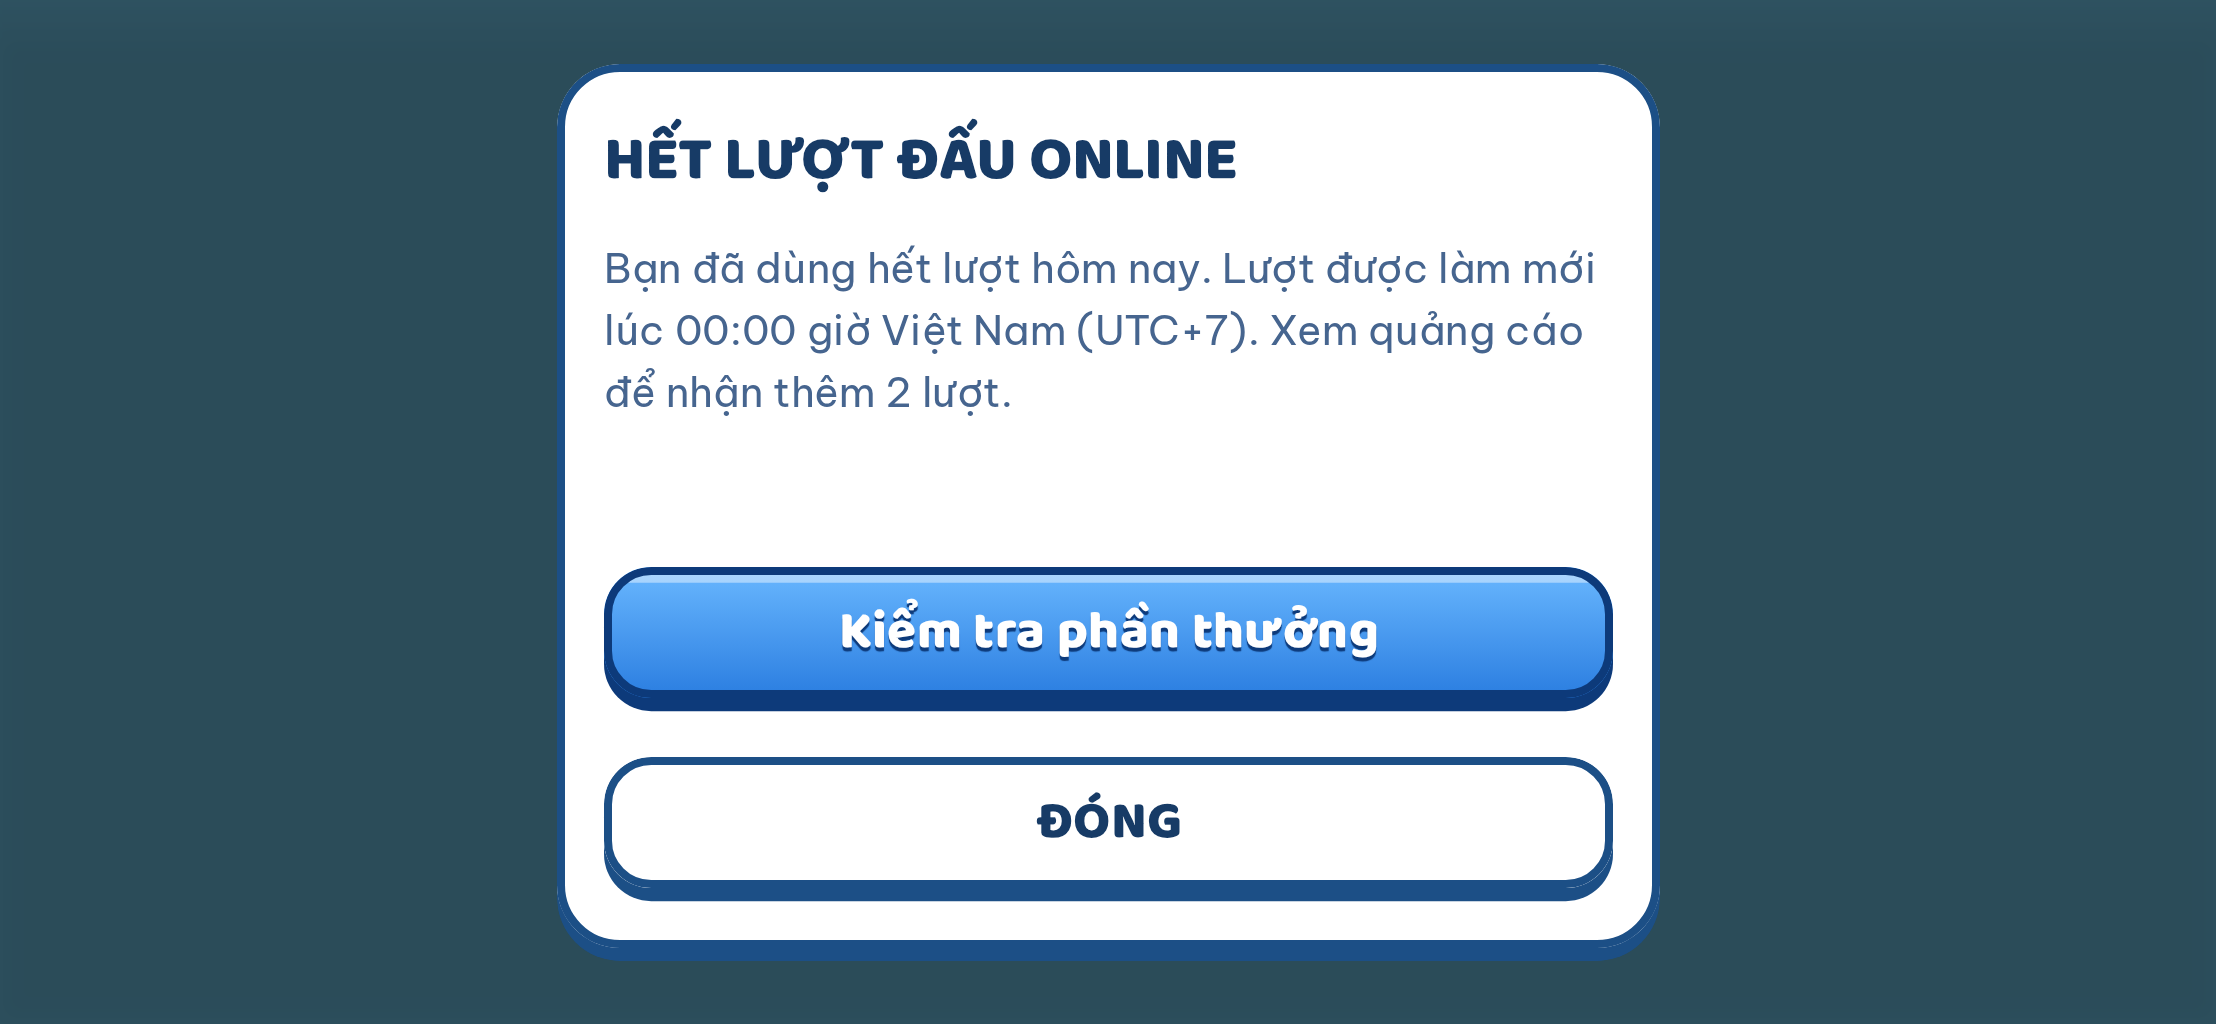 HẾT LƯỢT ĐẤU ONLINE
Bạn đã dùng hết lượt hôm nay. Lượt được làm mới
lúc 00:00 giờ Việt Nam (UTC+7). Xem quảng cáo
để nhận thêm 2 lượt.
Kiểm tra phần thưởng
ĐÓNG